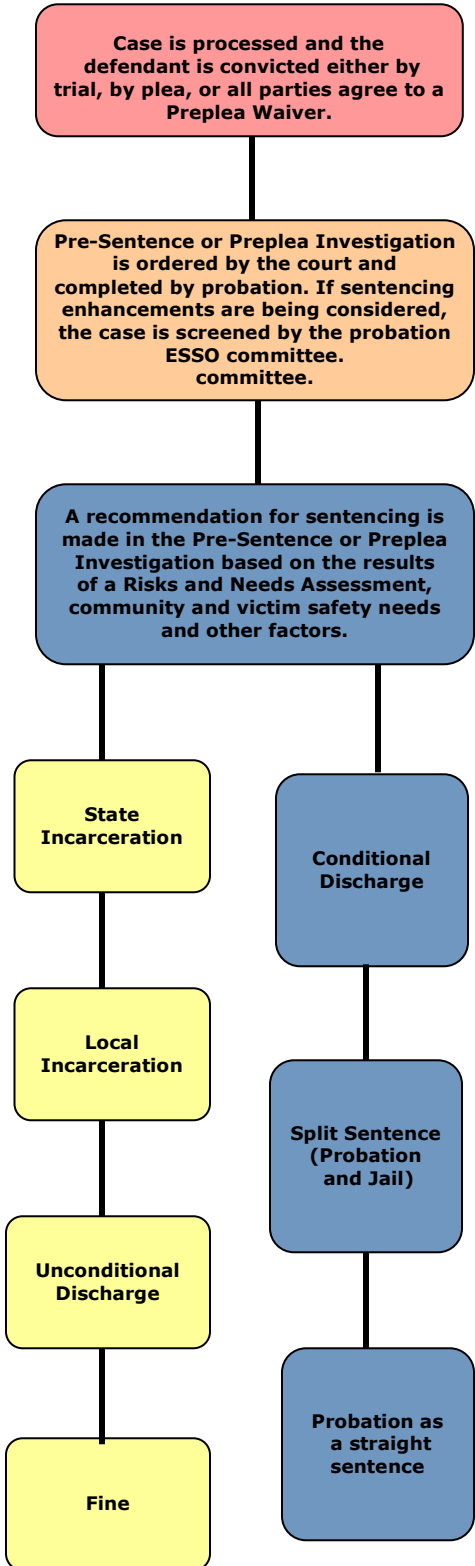 Case is processed and the
defendant is convicted either by
trial, by plea, or all parties agree to a
Preplea Waiver.
Pre-Sentence or Preplea Investigation
is ordered by the court and
completed by probation. If sentencing
enhancements are being considered,
the case is screened by the probation
ESSO committee.
committee.
A recommendation for sentencing is
made in the Pre-Sentence or Preplea
Investigation based on the results
of a Risks and Needs Assessment,
community and victim safety needs
and other factors.
State
Incarceration
Local
Incarceration
Unconditional
Discharge
Fine
Conditional
Discharge
Split Sentence
(Probation
and Jail)
Probation as
a straight
sentence